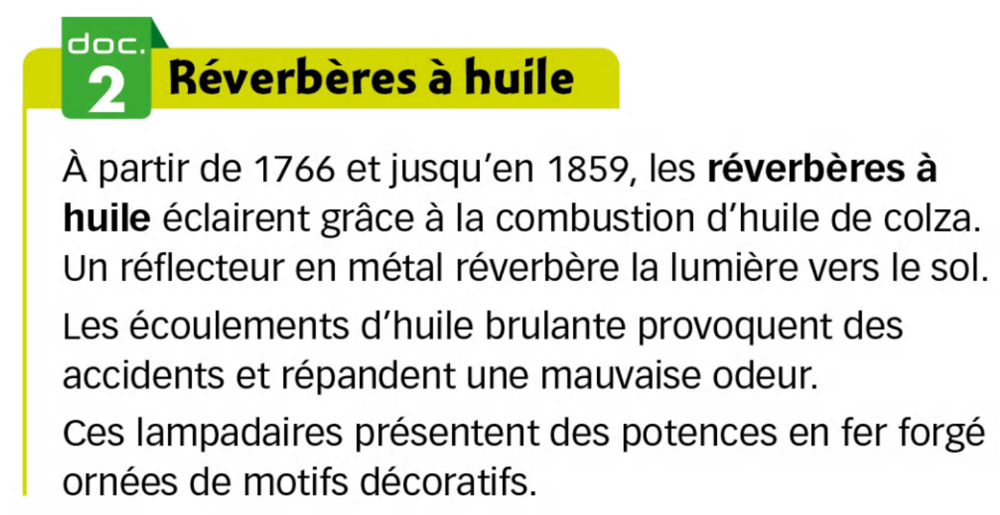 doc.
2
Réverbères à huile
À partir de 1766 et jusqu’en 1859, les réverbères à
huile éclairent grâce à la combustion d’huile de colza.
Un réflecteur en métal réverbère la lumière vers le sol.
Les écoulements d’huile brulante provoquent des
accidents et répandent une mauvaise odeur.
Ces lampadaires présentent des potences en fer forgé
ornées de motifs décoratifs.